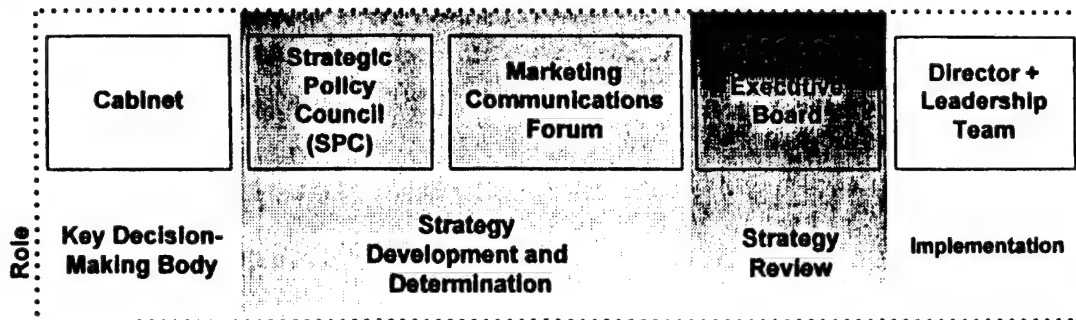 Cabinet
Strategic
Policy
Council
(SPC)
Marketing
Communications
Forum
Executive
Board
Director +
Leadership
Team
Role
Key Decision-
Making Body
Strategy
Development and
Determination
Strategy
Review
Implementation